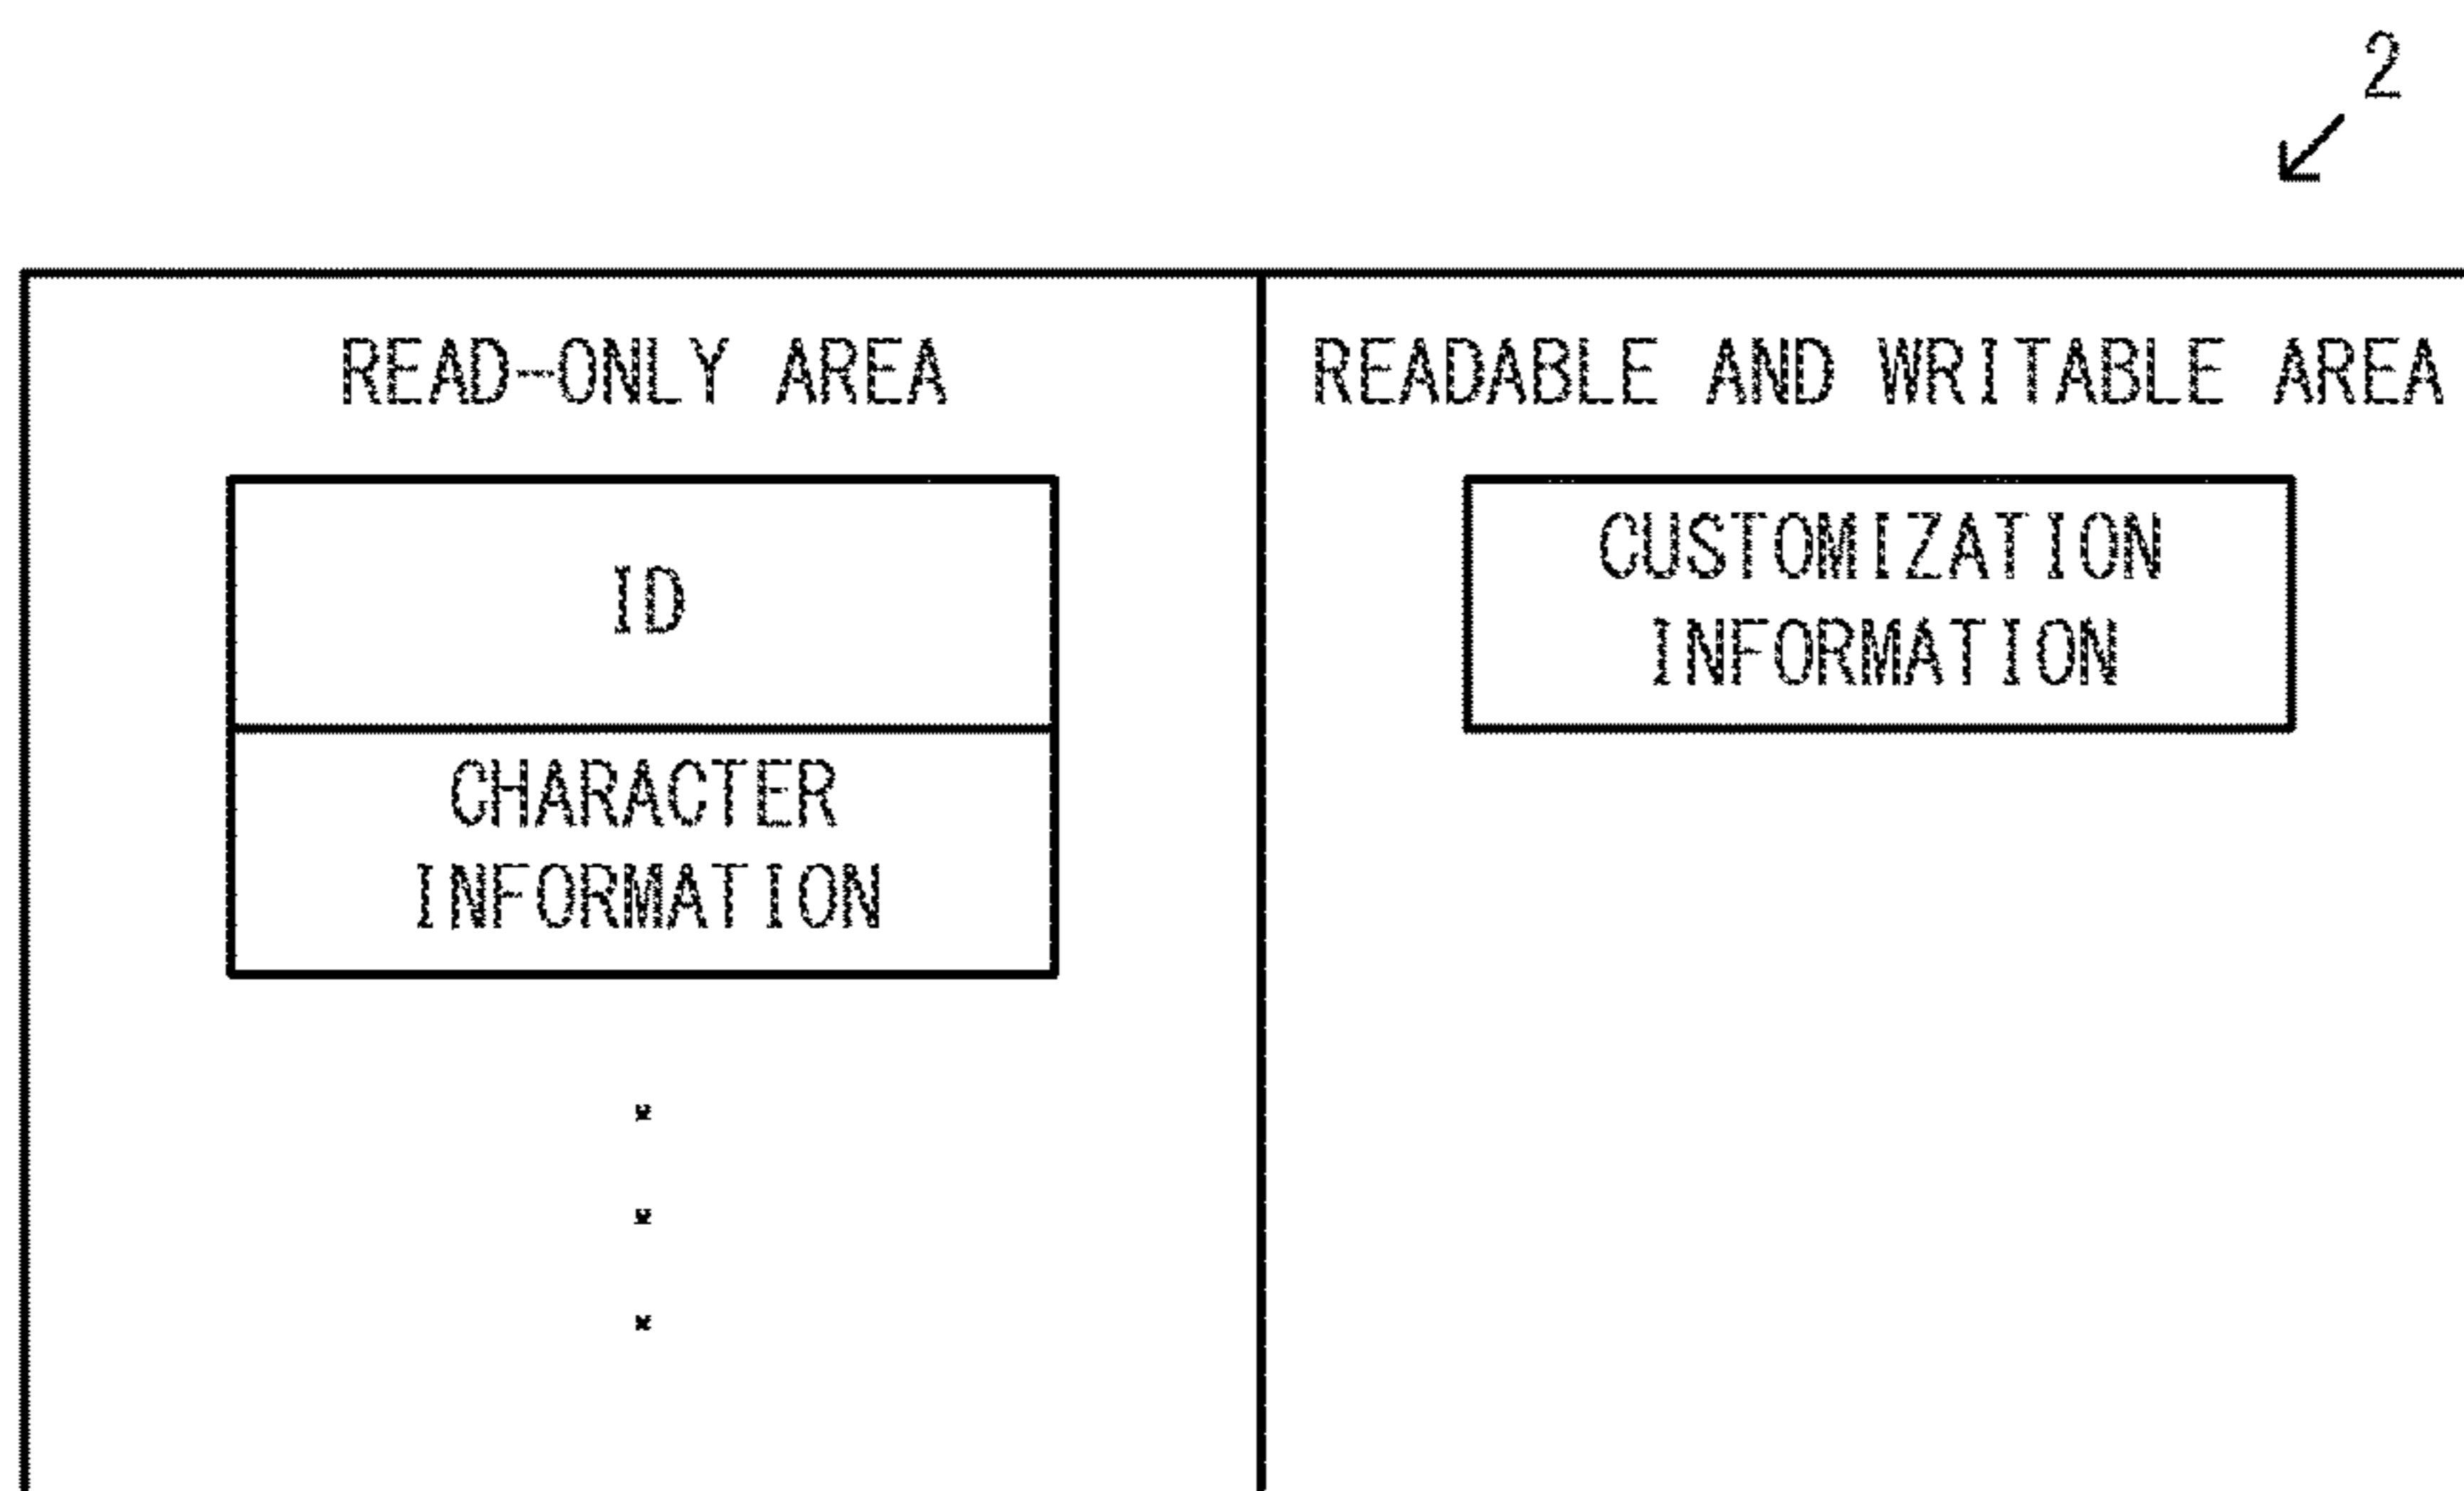 2
READ-ONLY AREA
READABLE AND WRITABLE AREA
ID
CHARACTER
INFORMATION
CUSTOMIZATION
INFORMATION